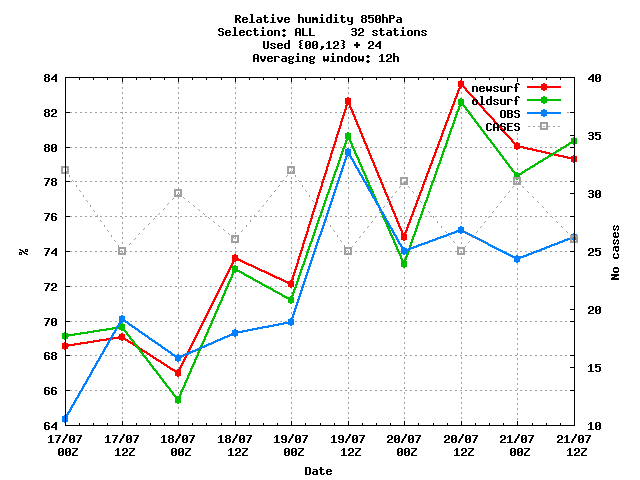 Relative humidity 850hPa
Selection: ALL     32 stations
Used {00,12} + 24
Averaging window: 12h
84
82
80
78
76
74
72
70
68
66
64
%
40
35
30
25
20
15
10
No cases
newsurf
oldsurf
OBS
CASES
17/07 17/07 18/07 18/07 19/07 19/07 20/07 20/07 21/07 21/07
00Z 12Z 00Z 12Z 00Z 12Z 00Z 12Z 00Z 12Z
Date